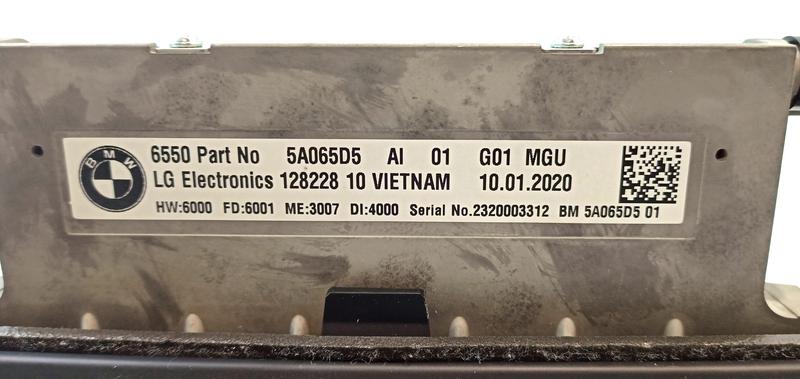 BMW
6550 Part No 5A065D5 AI 01 G01 MGU
LG Electronics 128228 10 VIETNAM 10.01.2020
HW:6000 FD:6001 ME:3007 DI:4000 Serial No.2320003312 BM 5A065D5 01